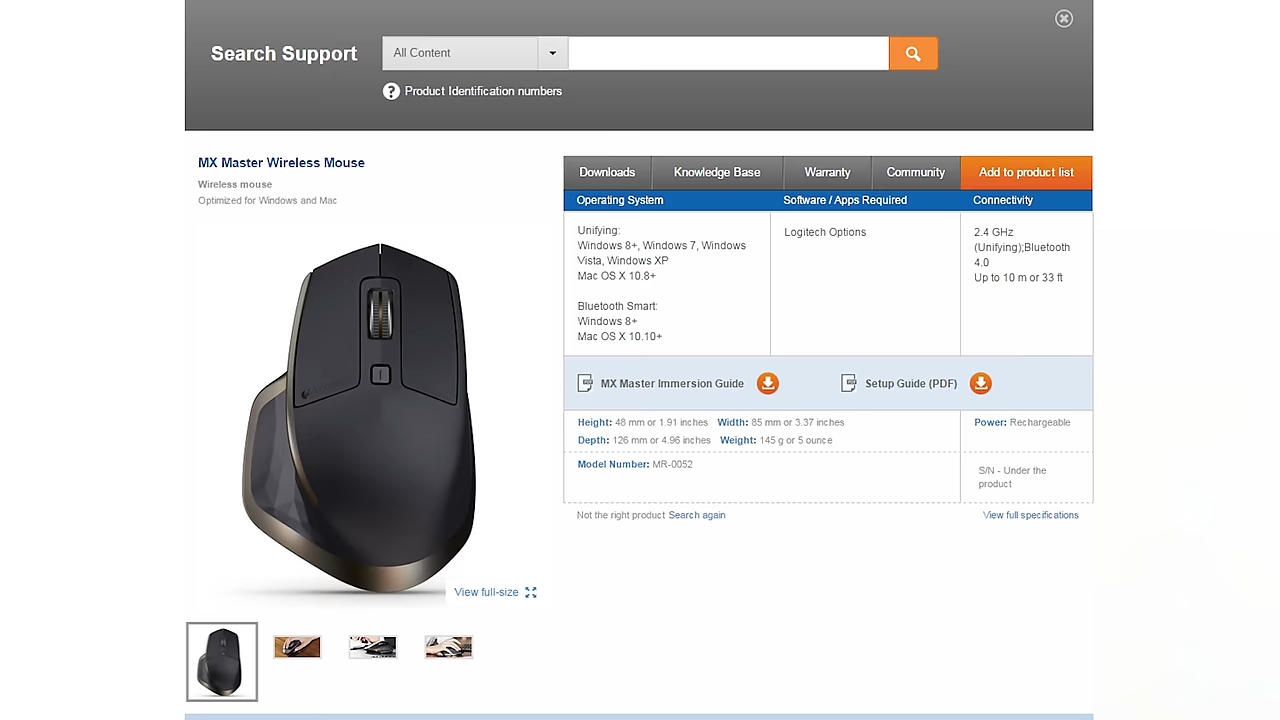 Search Support
All Content
Product Identification numbers
MX Master Wireless Mouse
Wireless mouse
Optimized for Windows and Mac
View full-size
Downloads
Knowledge Base
Warranty
Community
Add to product list
Operating System
Software / Apps Required
Connectivity
Unifying:
Windows 8+, Windows 7, Windows
Vista, Windows XP
Mac OS X 10.8+
Bluetooth Smart:
Windows 8+
Mac OS X 10.10+
Logitech Options
2.4 GHz
(Unifying);Bluetooth
4.0
Up to 10 m or 33 ft
MX Master Immersion Guide
Setup Guide (PDF)
Height: 48 mm or 1.91 inches Width: 85 mm or 3.37 inches
Depth: 126 mm or 4.96 inches Weight: 145 g or 5 ounce
Power: Rechargeable
Model Number: MR-0052
S/N - Under the
product
Not the right product Search again
View full specifications